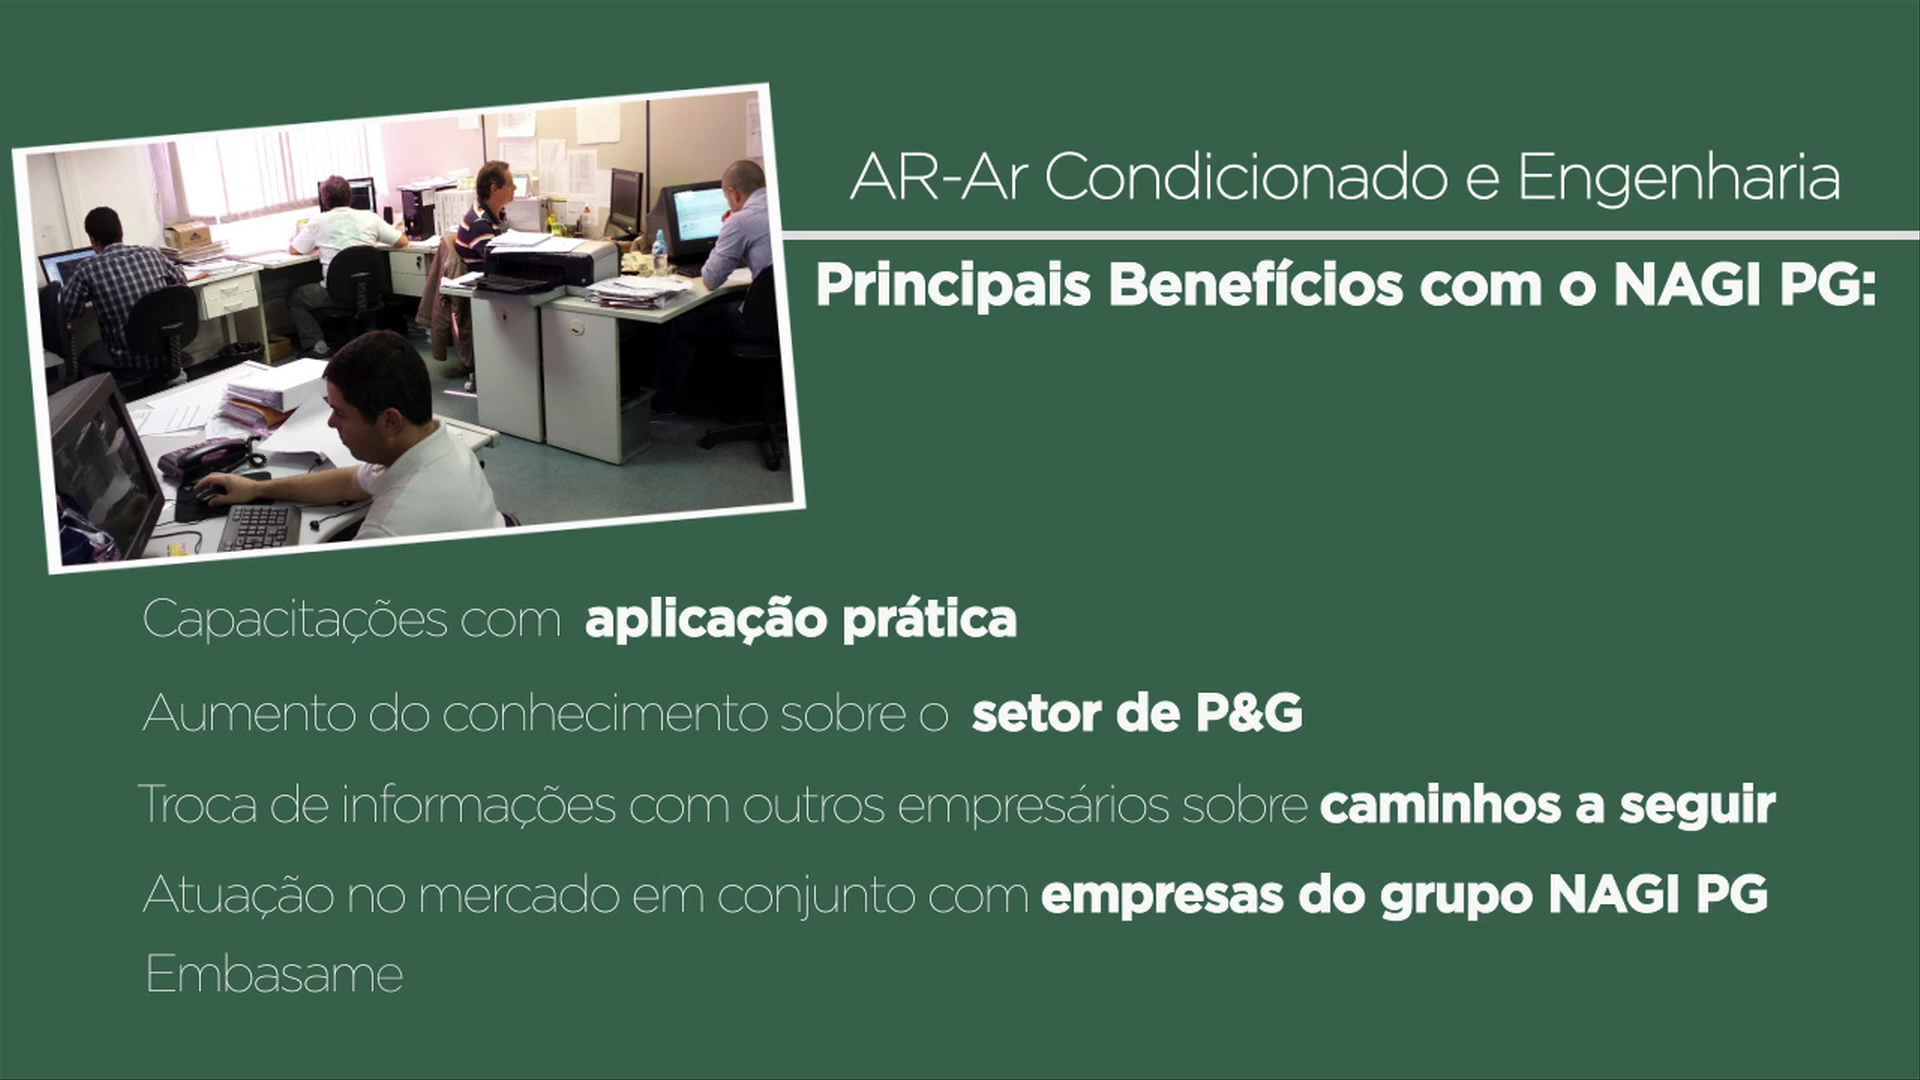 AR-Ar Condicionado e Engenharia
Principais Benefícios com o NAGI PG:
Capacitações com aplicação prática
Aumento do conhecimento sobre o setor de P&G
Troca de informações com outros empresários sobre caminhos a seguir
Atuação no mercado em conjunto com empresas do grupo NAGI PG
Embasame